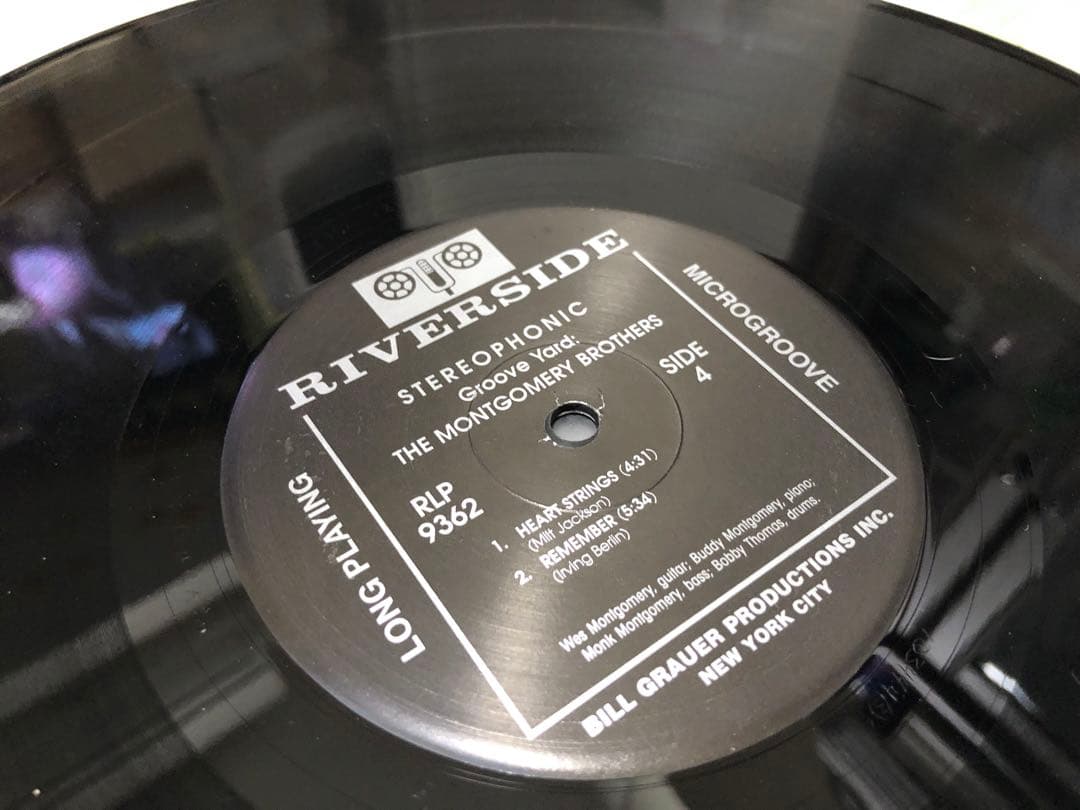 RIVERSIDE
STEREOPHONIC
Groove Yard:
THE MONTGOMERY BROTHERS
SIDE
4
RLP
9362
1. HEART STRINGS (4:31)
(Milt Jackson)
2. REMEMBER (5:34)
(Irving Berlin)
Wes Montgomery, guitar; Buddy Montgomery, piano;
Monk Montgomery, bass; Bobby Thomas, drums.
LONG PLAYING
MICROGROOVE
BILL GRAUER PRODUCTIONS INC.
NEW YORK CITY